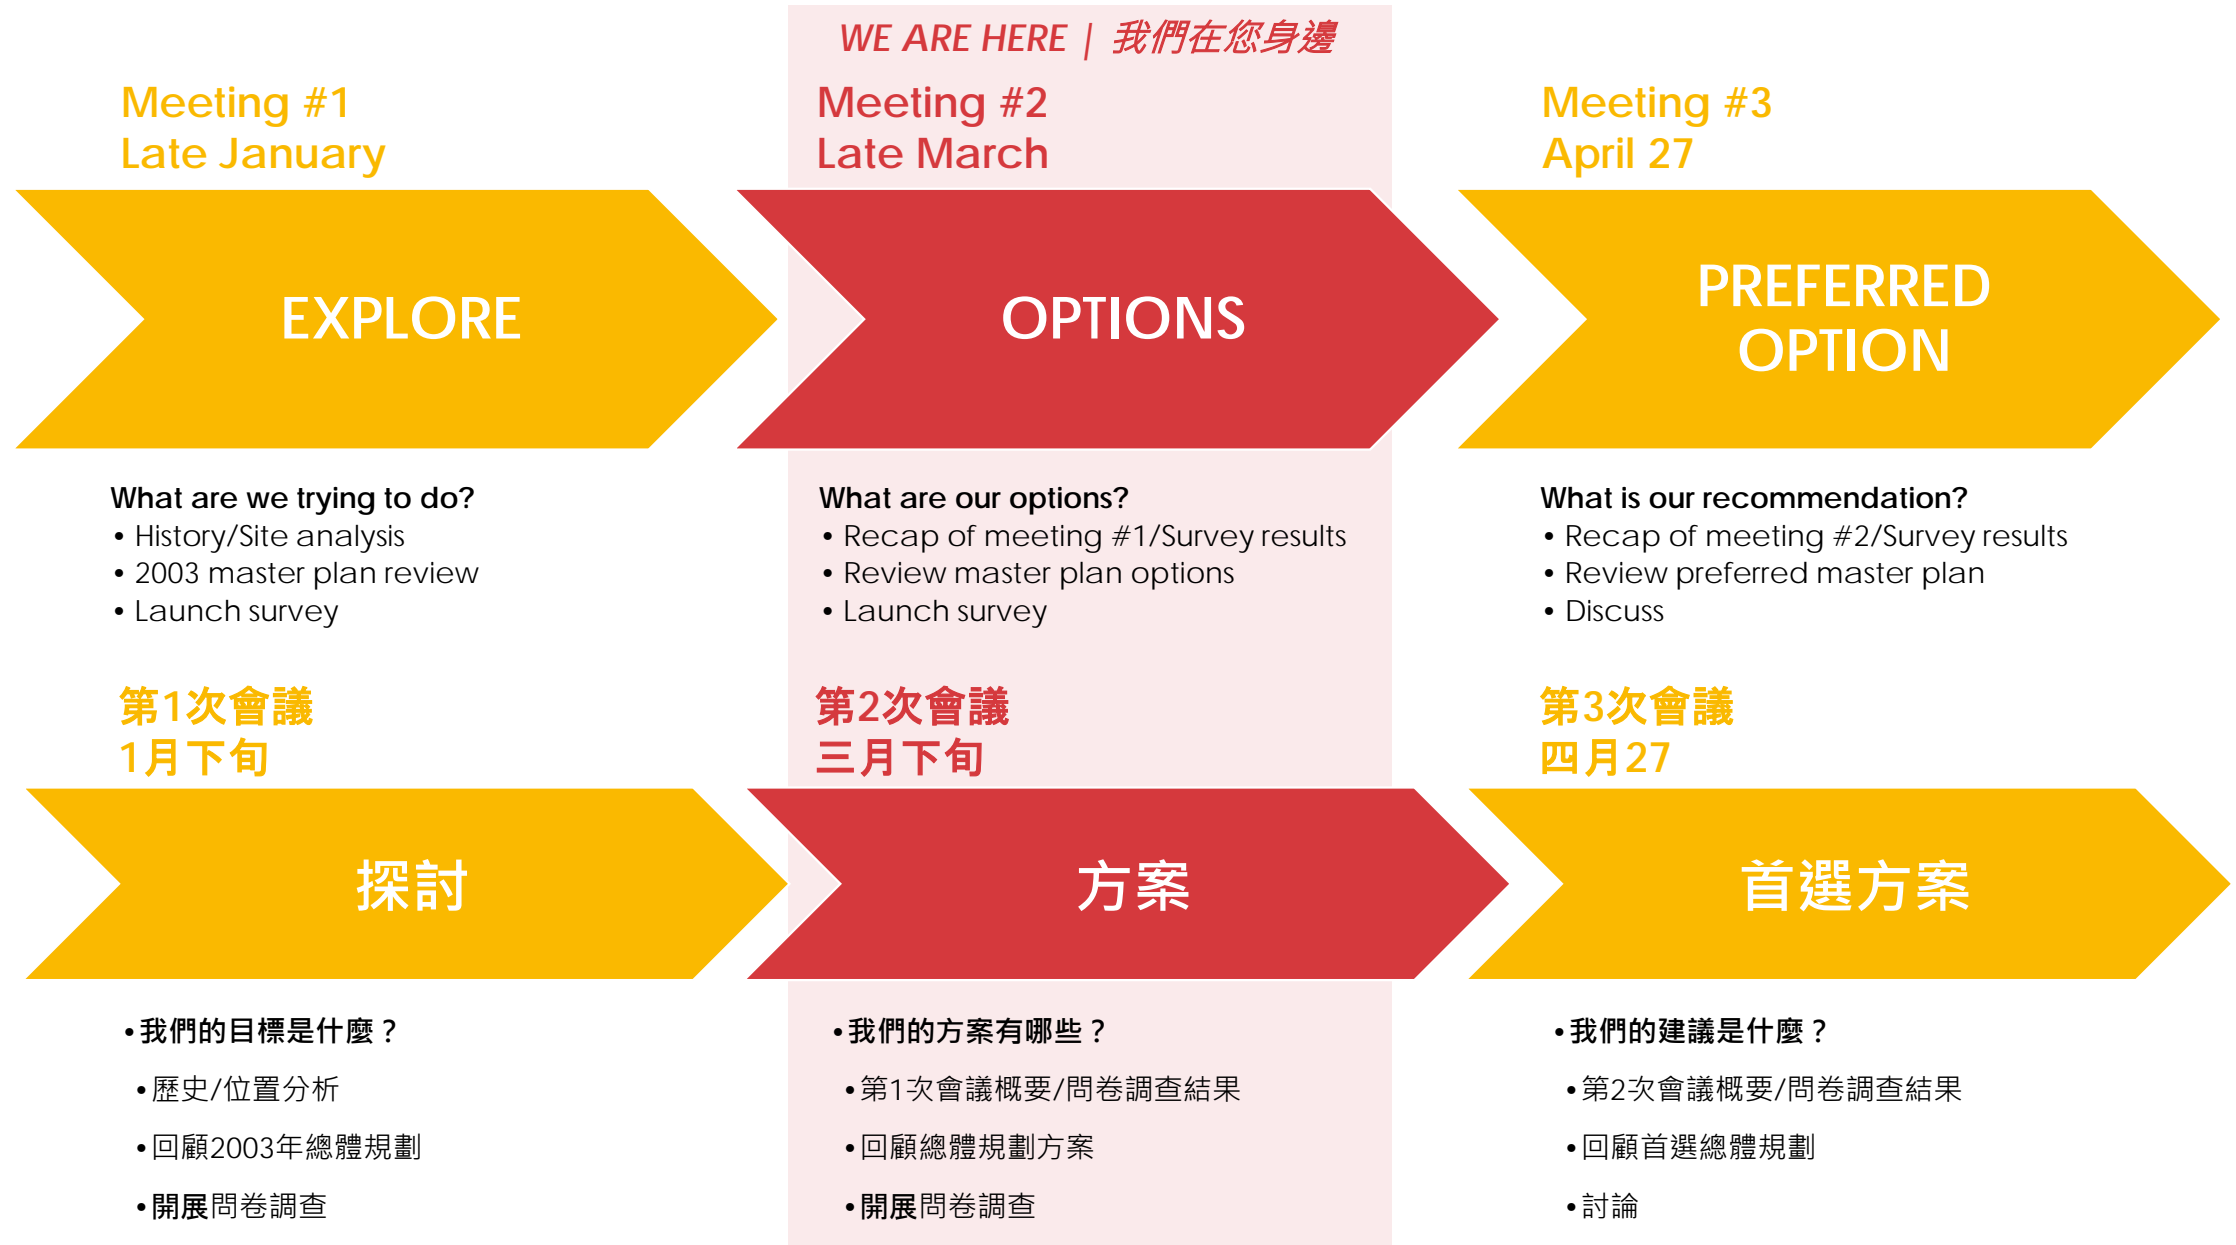 WE ARE HERE | 我們在您身邊
Meeting #1
Late January
Meeting #2
Late March
Meeting #3
April 27
EXPLORE
OPTIONS
PREFERRED
OPTION
What are we trying to do?
• History/Site analysis
• 2003 master plan review
• Launch survey
What are our options?
• Recap of meeting #1/Survey results
• Review master plan options
• Launch survey
What is our recommendation?
• Recap of meeting #2/Survey results
• Review preferred master plan
• Discuss
第1次會議
1月下旬
第2次會議
三月下旬
第3次會議
四月27
探討
方案
首選方案
•我們的目標是什麼？
•歷史/位置分析
•回顧2003年總體規劃
•開展問卷調查
•我們的方案有哪些？
•第1次會議概要/問卷調查結果
•回顧總體規劃方案
•開展問卷調查
•我們的建議是什麼？
•第2次會議概要/問卷調查結果
•回顧首選總體規劃
•討論